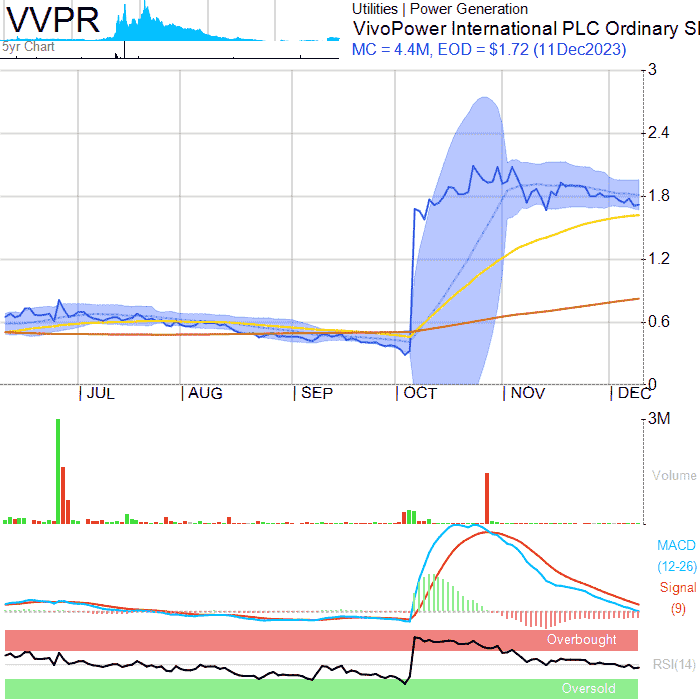 VVPR
5yr Chart
Utilities | Power Generation
VivoPower International PLC Ordinary S
MC = 4.4M, EOD = $1.72 (11Dec2023)
3
2.4
1.8
1.2
0.6
0
| JUL | AUG | SEP | OCT | NOV | DEC
3M
Volume
MACD
(12-26)
Signal
(9)
Overbought
RSI(14)
Oversold